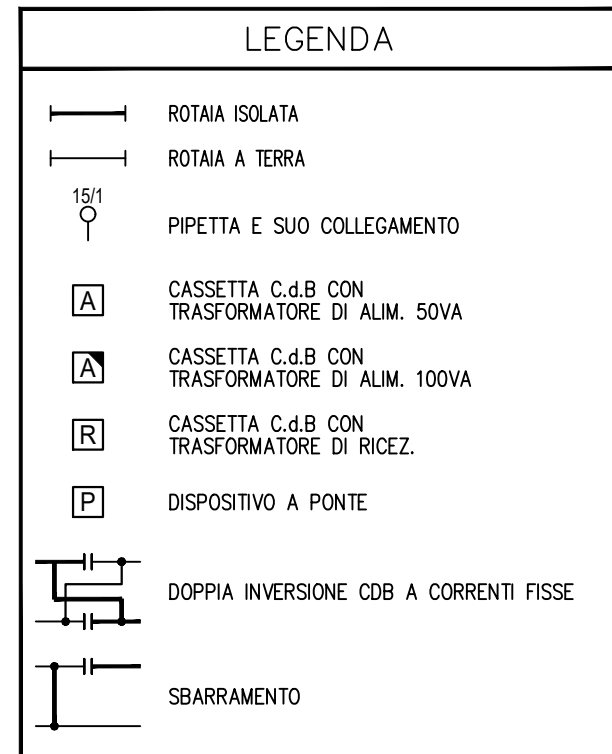 LEGENDA
ROTAIA ISOLATA
ROTAIA A TERRA
15/1
PIPETTA E SUO COLLEGAMENTO
A
CASSETTA C.d.B CON
TRASFORMATORE DI ALIM. 50VA
A
CASSETTA C.d.B CON
TRASFORMATORE DI ALIM. 100VA
R
CASSETTA C.d.B CON
TRASFORMATORE DI RICEZ.
P
DISPOSITIVO A PONTE
DOPPIA INVERSIONE CDB A CORRENTI FISSE
SBARRAMENTO